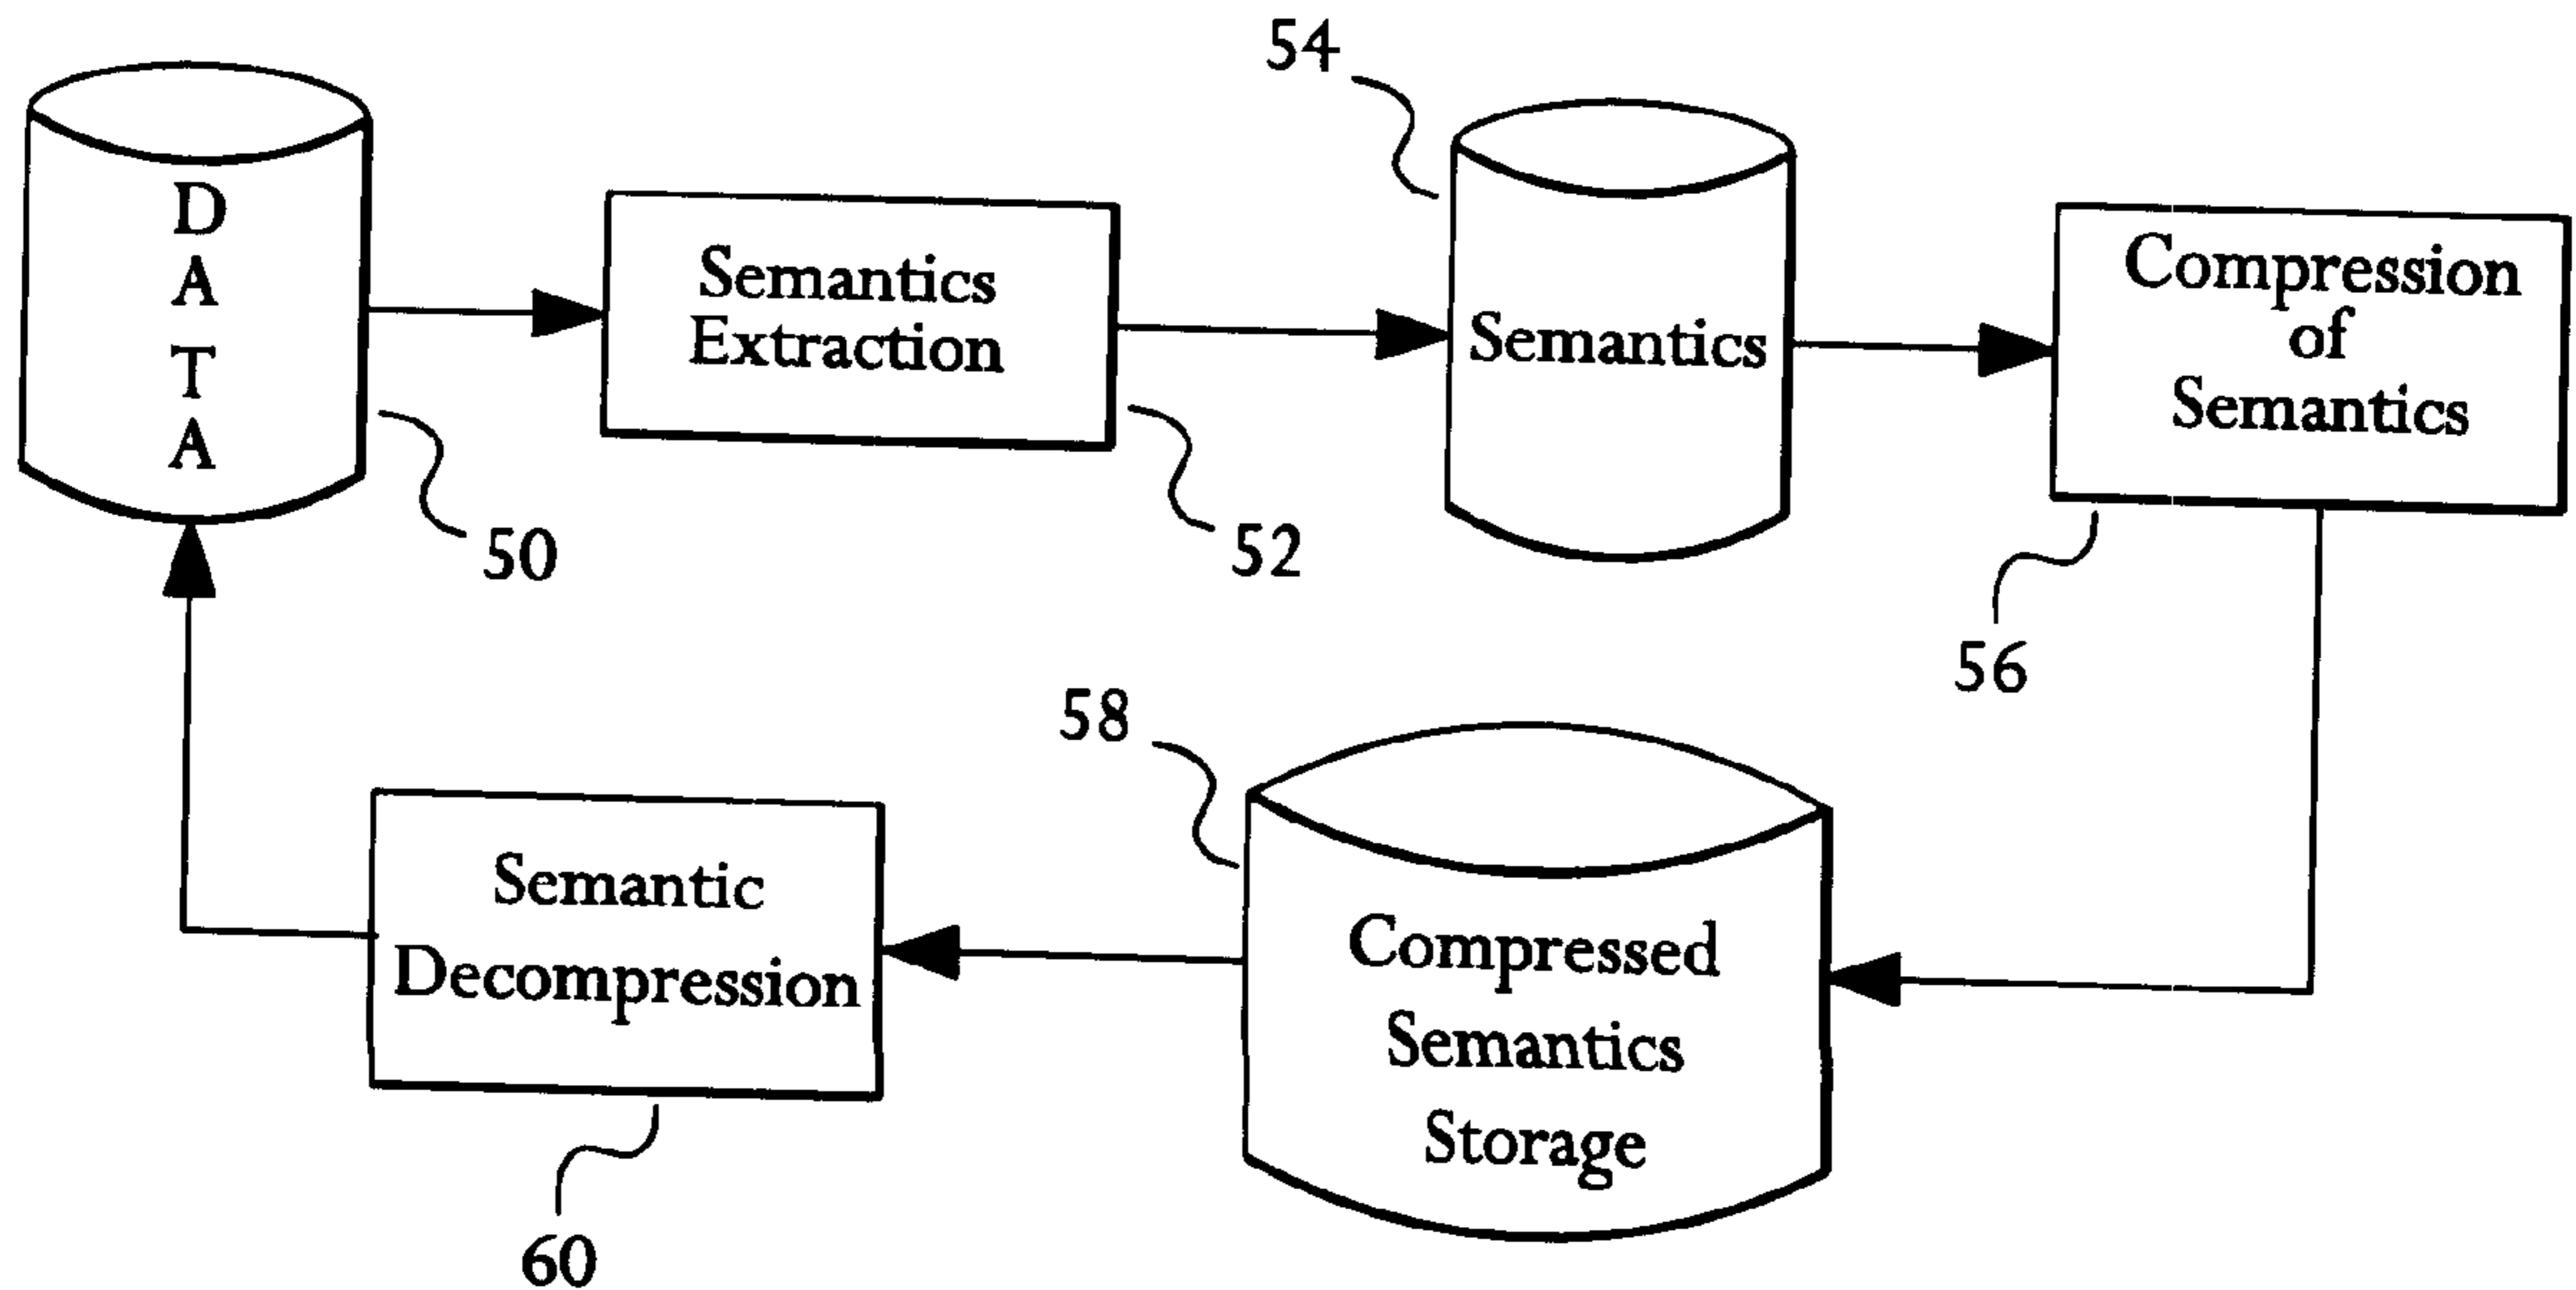 54
D
A
T
A
Semantics
Extraction
Semantics
Compression
of
Semantics
50
52
56
58
Semantic
Decompression
Compressed
Semantics
Storage
60